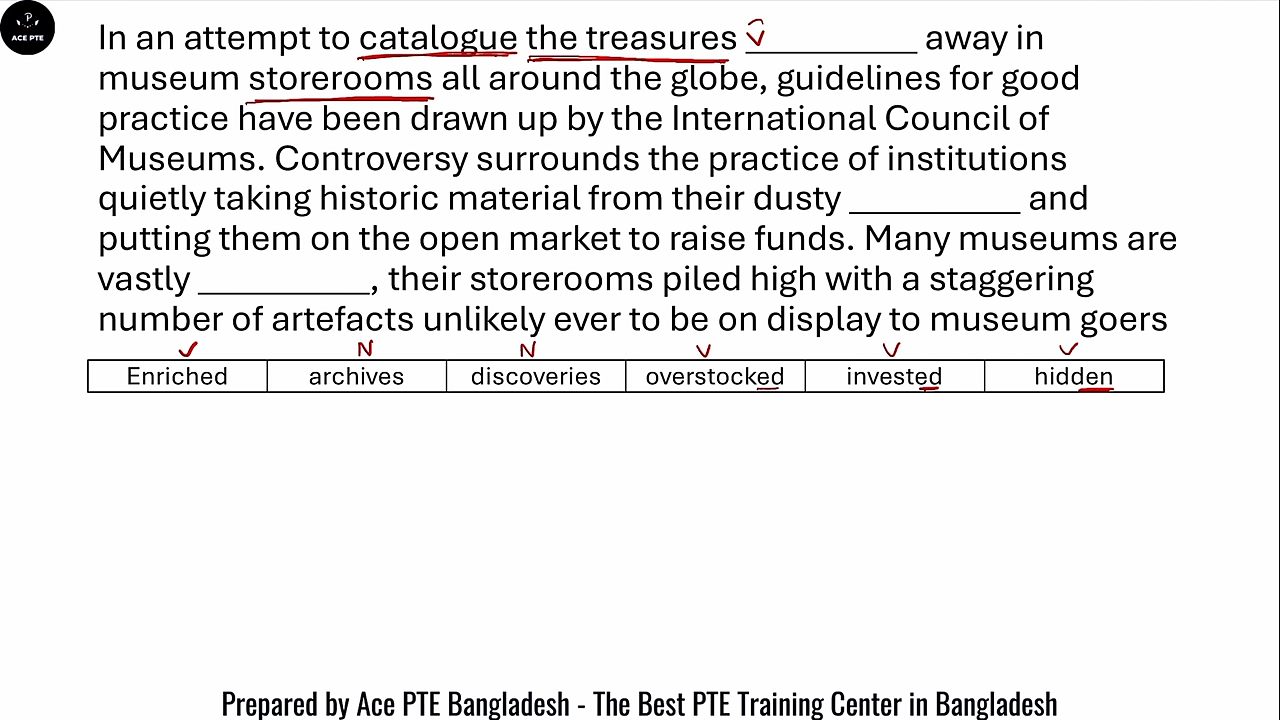 ACE PTE
In an attempt to catalogue the treasures V __________ away in
museum storerooms all around the globe, guidelines for good
practice have been drawn up by the International Council of
Museums. Controversy surrounds the practice of institutions
quietly taking historic material from their dusty __________ and
putting them on the open market to raise funds. Many museums are
vastly __________, their storerooms piled high with a staggering
number of artefacts unlikely ever to be on display to museum goers
✓ N N V V V
Enriched archives discoveries overstocked invested hidden
Prepared by Ace PTE Bangladesh - The Best PTE Training Center in Bangladesh